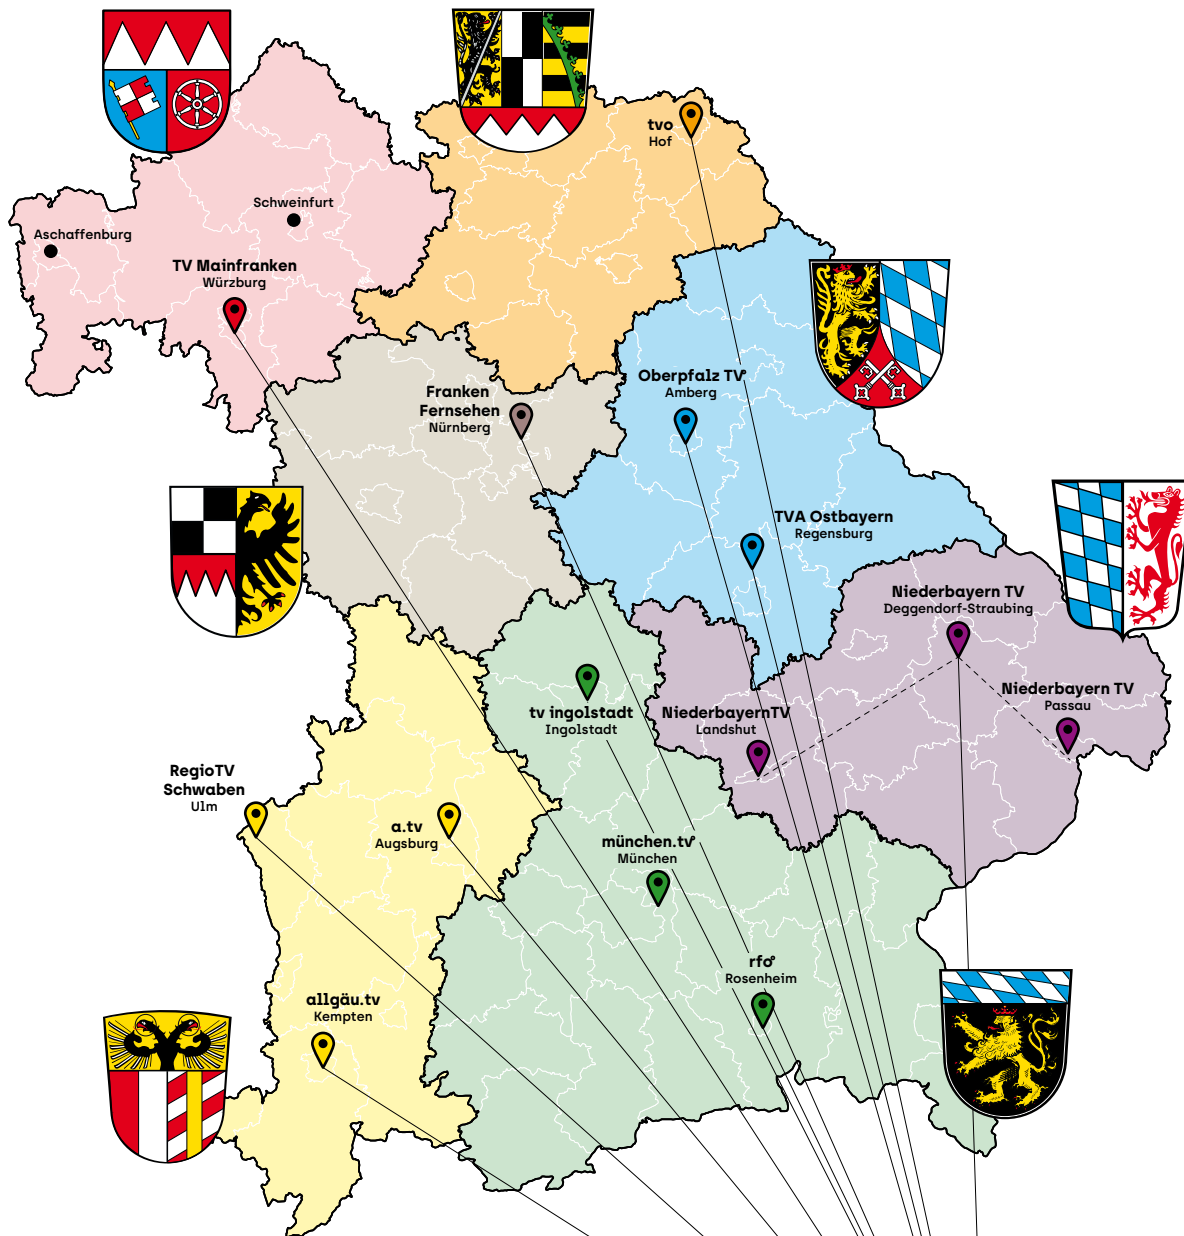 tvo
Hof
Schweinfurt
Aschaffenburg
TV Mainfranken
Würzburg
Franken
Fernsehen
Nürnberg
Oberpfalz TV
Amberg
TVA Ostbayern
Regensburg
Niederbayern TV
Deggendorf-Straubing
Niederbayern TV
Passau
NiederbayernTV
Landshut
tv ingolstadt
Ingolstadt
RegioTV
Schwaben
Ulm
a.tv
Augsburg
münchen.tv
München
rfo
Rosenheim
allgäu.tv
Kempten